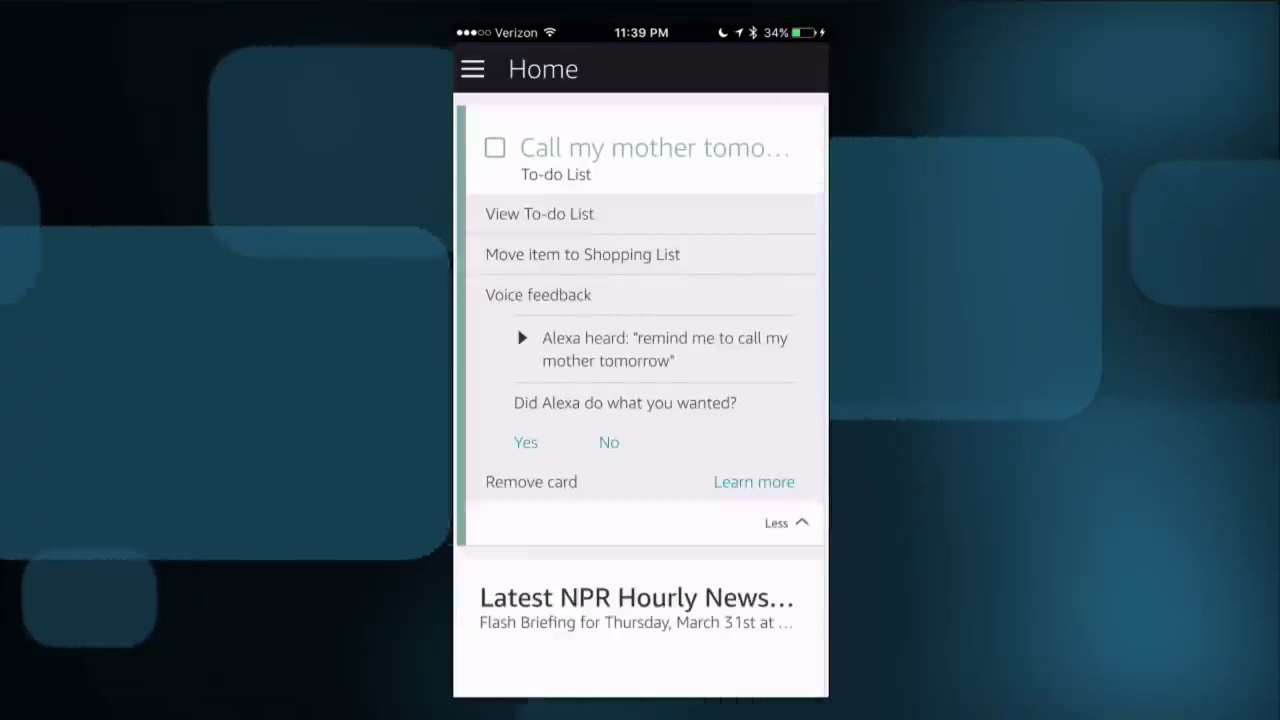 Verizon 11:39 PM 34%
Home
Call my mother tomo...
To-do List
View To-do List
Move item to Shopping List
Voice feedback
Alexa heard: "remind me to call my
mother tomorrow"
Did Alexa do what you wanted?
Yes No
Remove card Learn more
Less
Latest NPR Hourly News...
Flash Briefing for Thursday, March 31st at ...